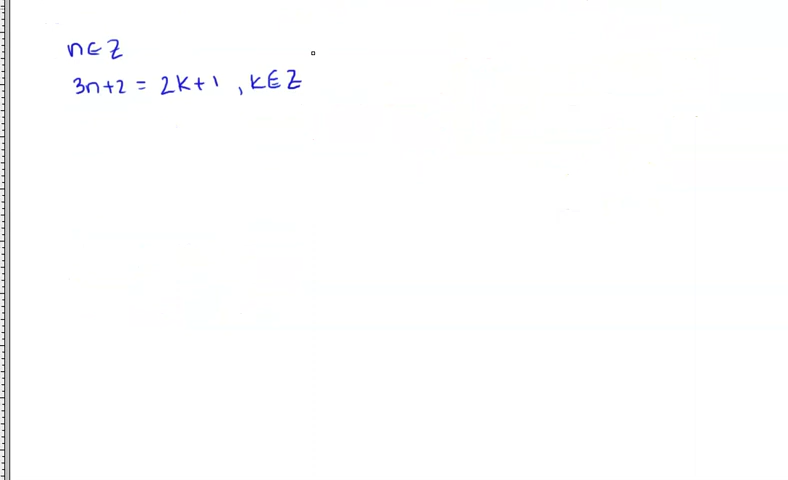 n∈Z
3n+2 = 2k+1 , k∈Z